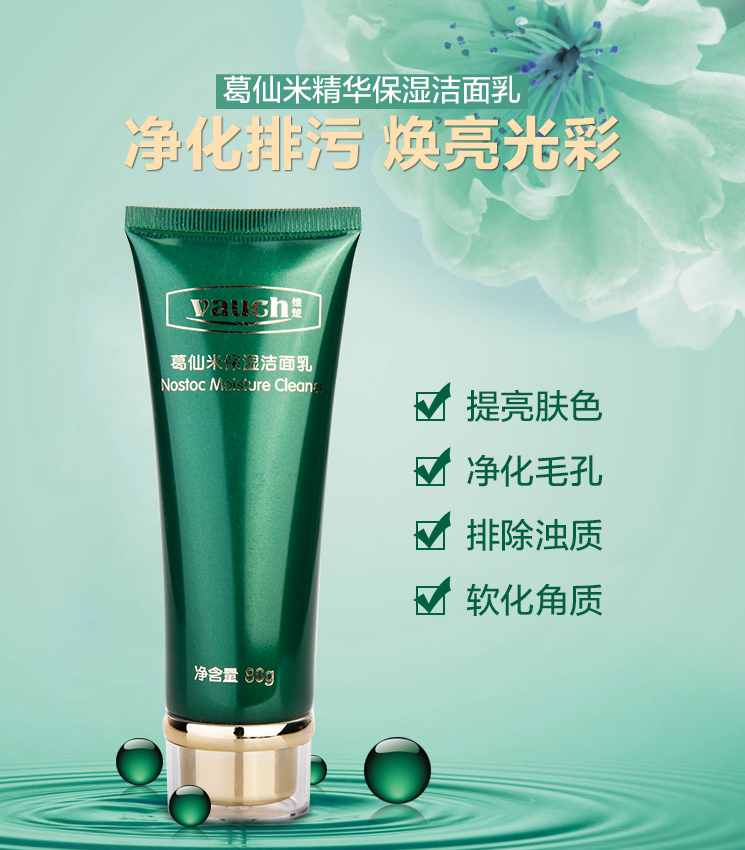 葛仙米精华保湿洁面乳
净化排污 焕亮光彩
vauch 维楚
葛仙米保湿洁面乳
Nostoc Moisture Cleanse
提亮肤色
净化毛孔
排除浊质
软化角质
净含量 80g